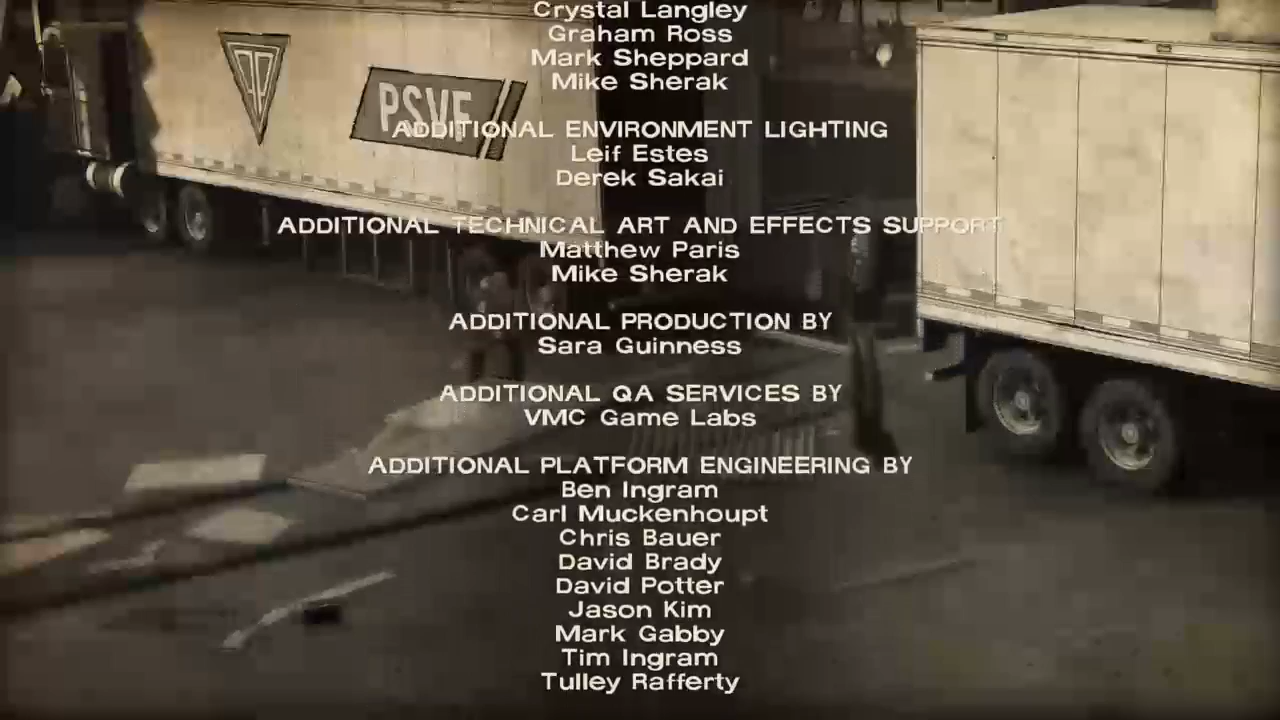 Crystal Langley
Graham Ross
Mark Sheppard
Mike Sherak
PSVF
ADDITIONAL ENVIRONMENT LIGHTING
Leif Estes
Derek Sakai
ADDITIONAL TECHNICAL ART AND EFFECTS SUPPORT
Matthew Paris
Mike Sherak
ADDITIONAL PRODUCTION BY
Sara Guinness
ADDITIONAL QA SERVICES BY
VMC Game Labs
ADDITIONAL PLATFORM ENGINEERING BY
Ben Ingram
Carl Muckenhoupt
Chris Bauer
David Brady
David Potter
Jason Kim
Mark Gabby
Tim Ingram
Tulley Rafferty